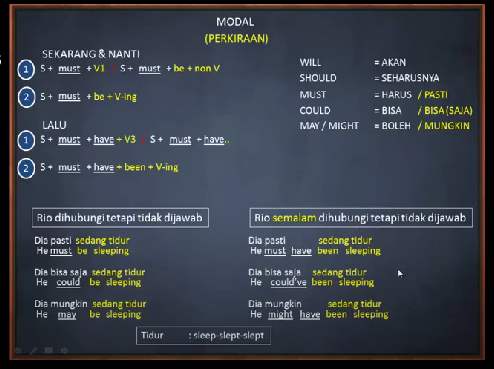 MODAL
(PERKIRAAN)
SEKARANG & NANTI
1 S + must + V1 / S + must + be + non V
2 S + must + be + V-ing
LALU
1 S + must + have + V3 / S + must + have..
2 S + must + have + been + V-ing
WILL = AKAN
SHOULD = SEHARUSNYA
MUST = HARUS / PASTI
COULD = BISA / BISA (SAJA)
MAY / MIGHT = BOLEH / MUNGKIN
Rio dihubungi tetapi tidak dijawab
Dia pasti sedang tidur
He must be sleeping
Dia bisa saja sedang tidur
He could be sleeping
Dia mungkin sedang tidur
He may be sleeping
Rio semalam dihubungi tetapi tidak dijawab
Dia pasti sedang tidur
He must have been sleeping
Dia bisa saja sedang tidur
He could've been sleeping
Dia mungkin sedang tidur
He might have been sleeping
Tidur : sleep-slept-slept